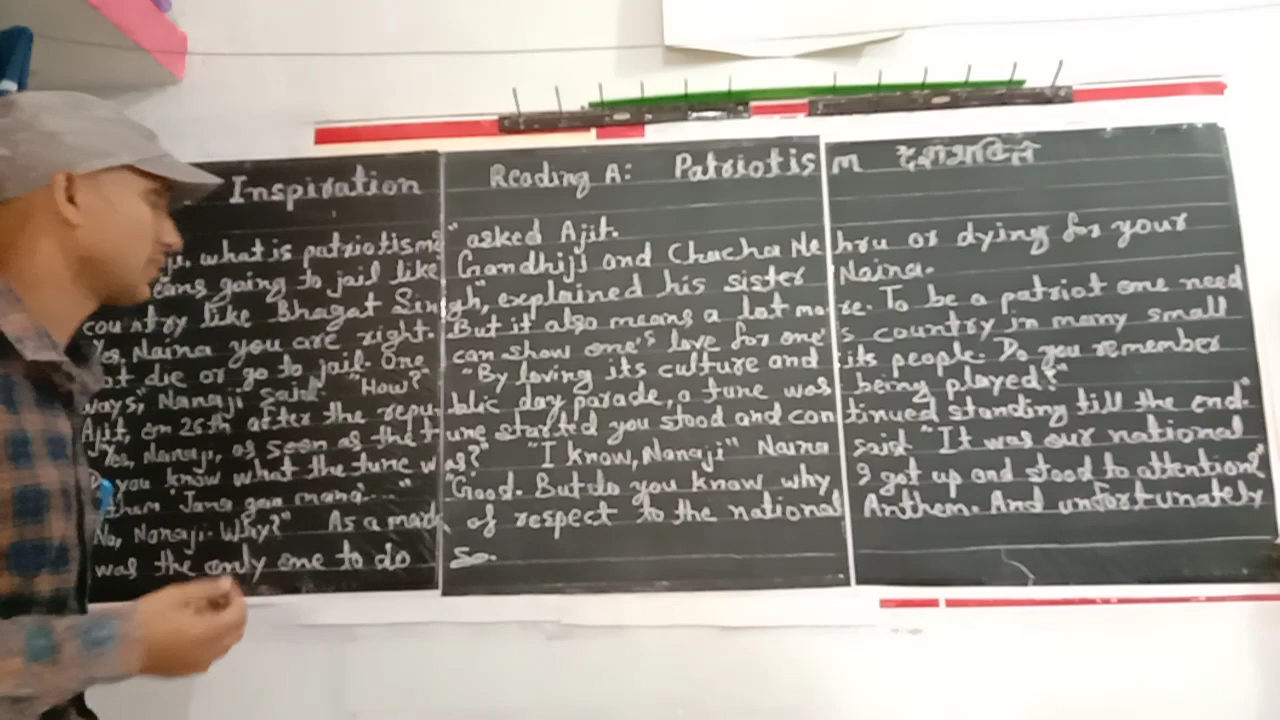 Inspiration Reading A: Patriotism देशभक्ति
what is patriotism?" asked Ajit.
going to jail like Gandhiji and Chacha Nehru or dying for your
country like Bhagat Singh", explained his sister Naina.
Yes, Naina you are right. But it also means a lot more. To be a patriot one need
die or go to jail. One can show one's love for one's country in many small
ways", Nanaji said. "How?" "By loving its culture and its people. Do you remember
Ajit, on 26th after the republic day parade, a tune was being played?"
Yes, Nanaji, as soon as the tune started you stood and continued standing till the end."
you know what the tune was?" "I know, Nanaji" Naina said. "It was our national
'Jana gana mana'...." "Good. But do you know why I got up and stood to attention?"
No, Nanaji. Why?" As a mark of respect to the national Anthem. And unfortunately
was the only one to do so.